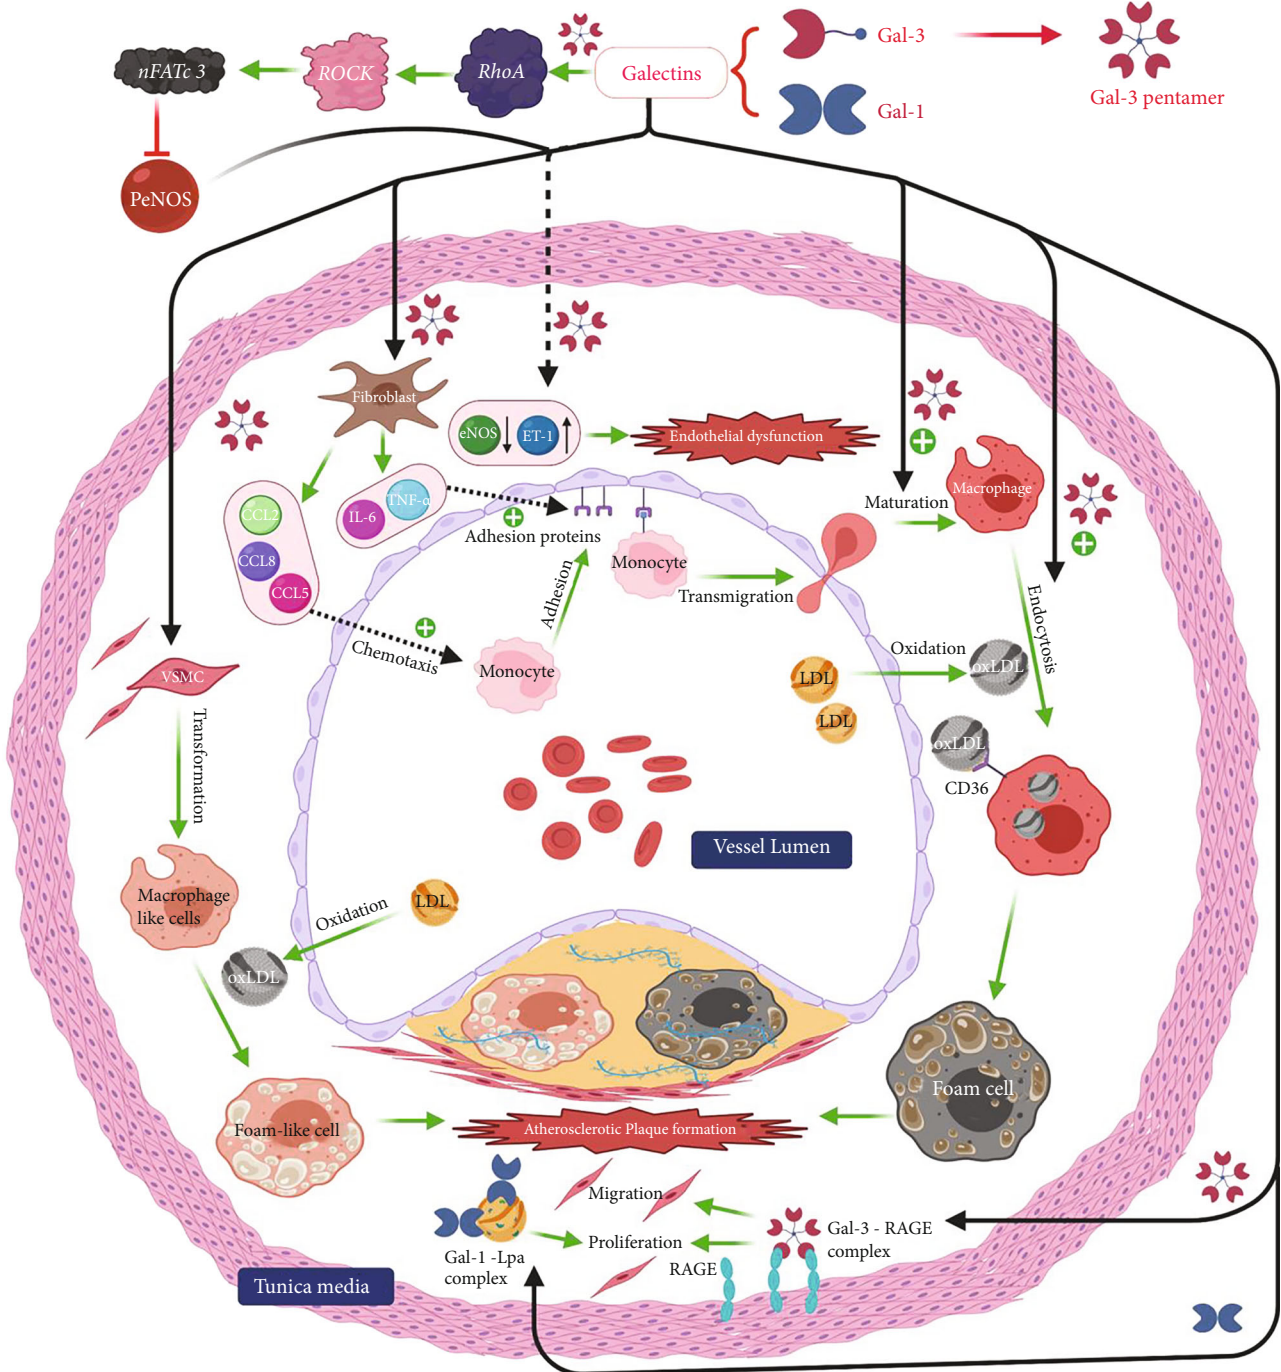 Gal-3
Gal-3 pentamer
Gal-1
Galectins
RhoA
ROCK
nFATc 3
PeNOS
Fibroblast
eNOS
ET-1
Endothelial dysfunction
CCL2
CCL8
CCL5
IL-6
TNF-α
Adhesion proteins
Adhesion
Chemotaxis
Monocyte
Monocyte
Transmigration
Maturation
Macrophage
Endocytosis
Oxidation
LDL
LDL
oxLDL
oxLDL
CD36
VSMC
Transformation
Macrophage
like cells
Vessel Lumen
LDL
Oxidation
oxLDL
Foam-like cell
Foam cell
Atherosclerotic Plaque formation
Migration
Proliferation
Gal-1 -Lpa
complex
Gal-3 - RAGE
complex
RAGE
Tunica media